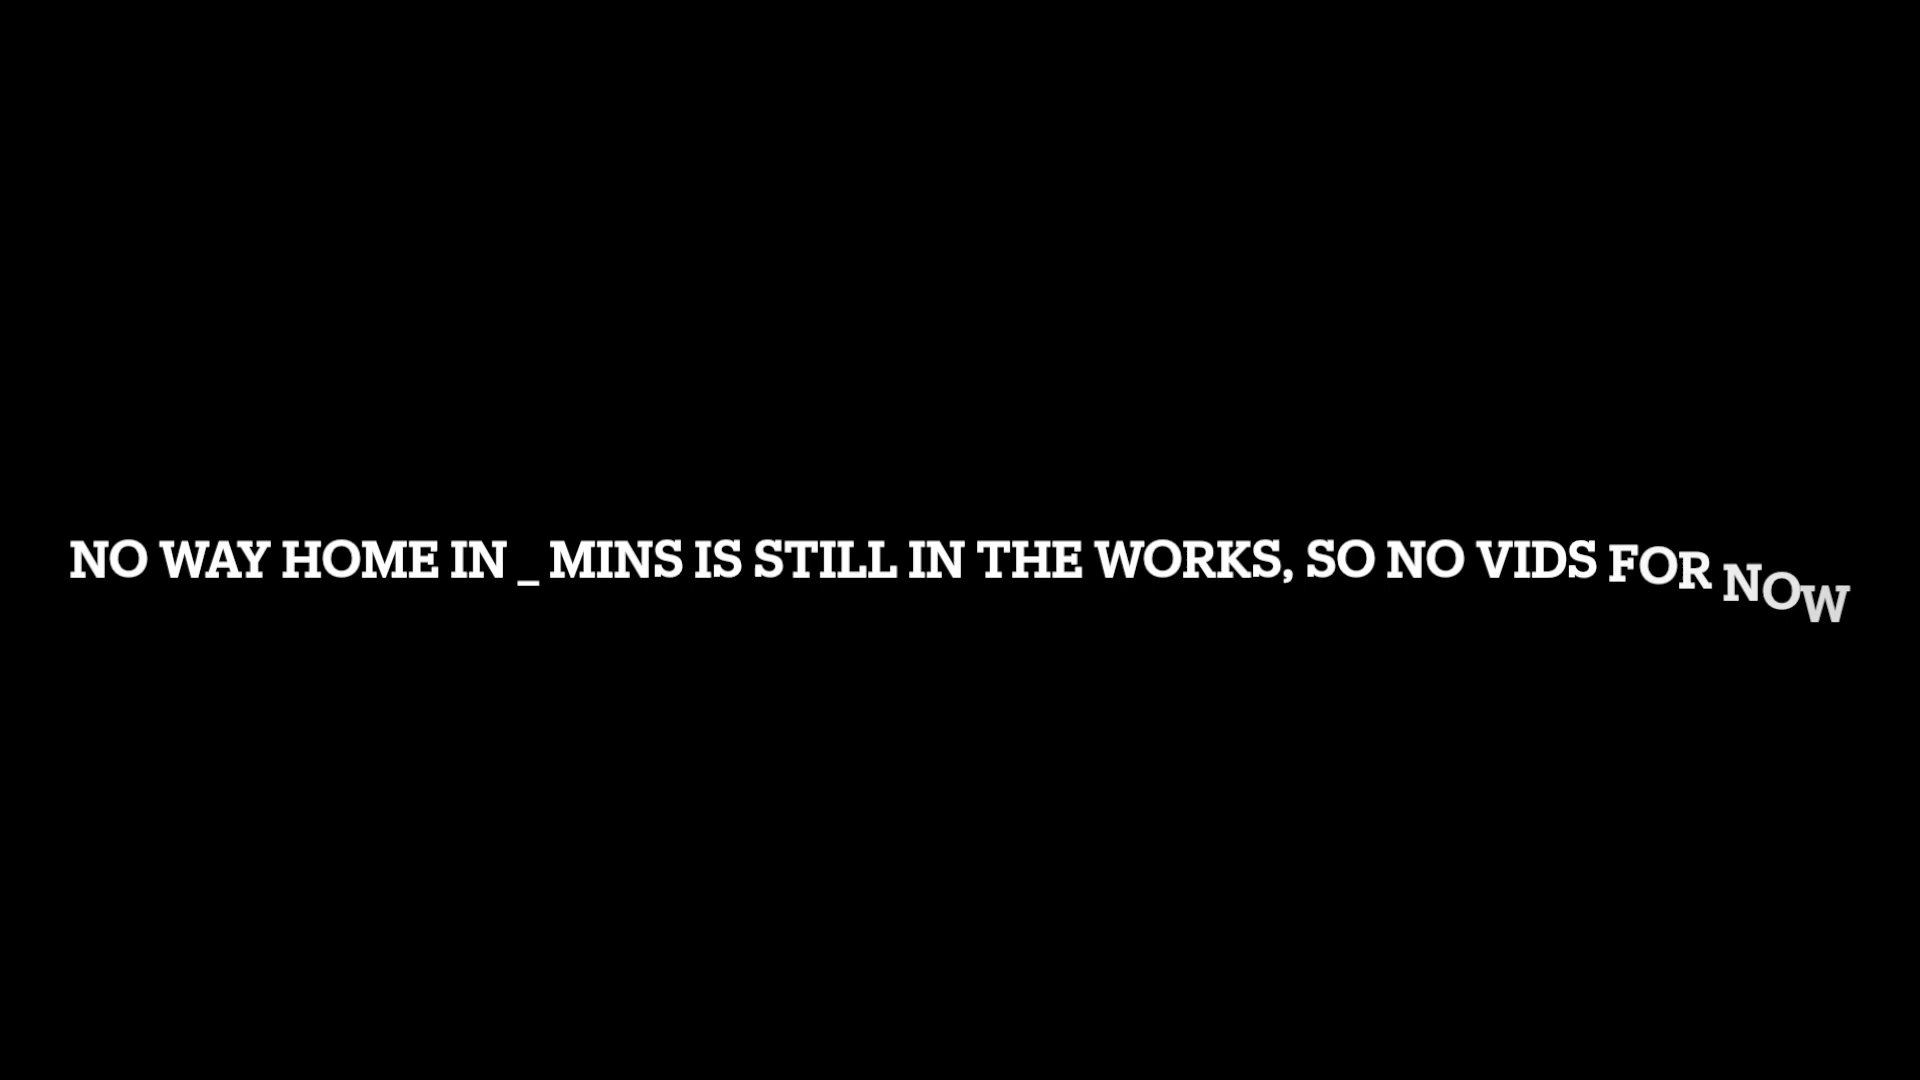 NO WAY HOME IN _ MINS IS STILL IN THE WORKS, SO NO VIDS FOR NOW